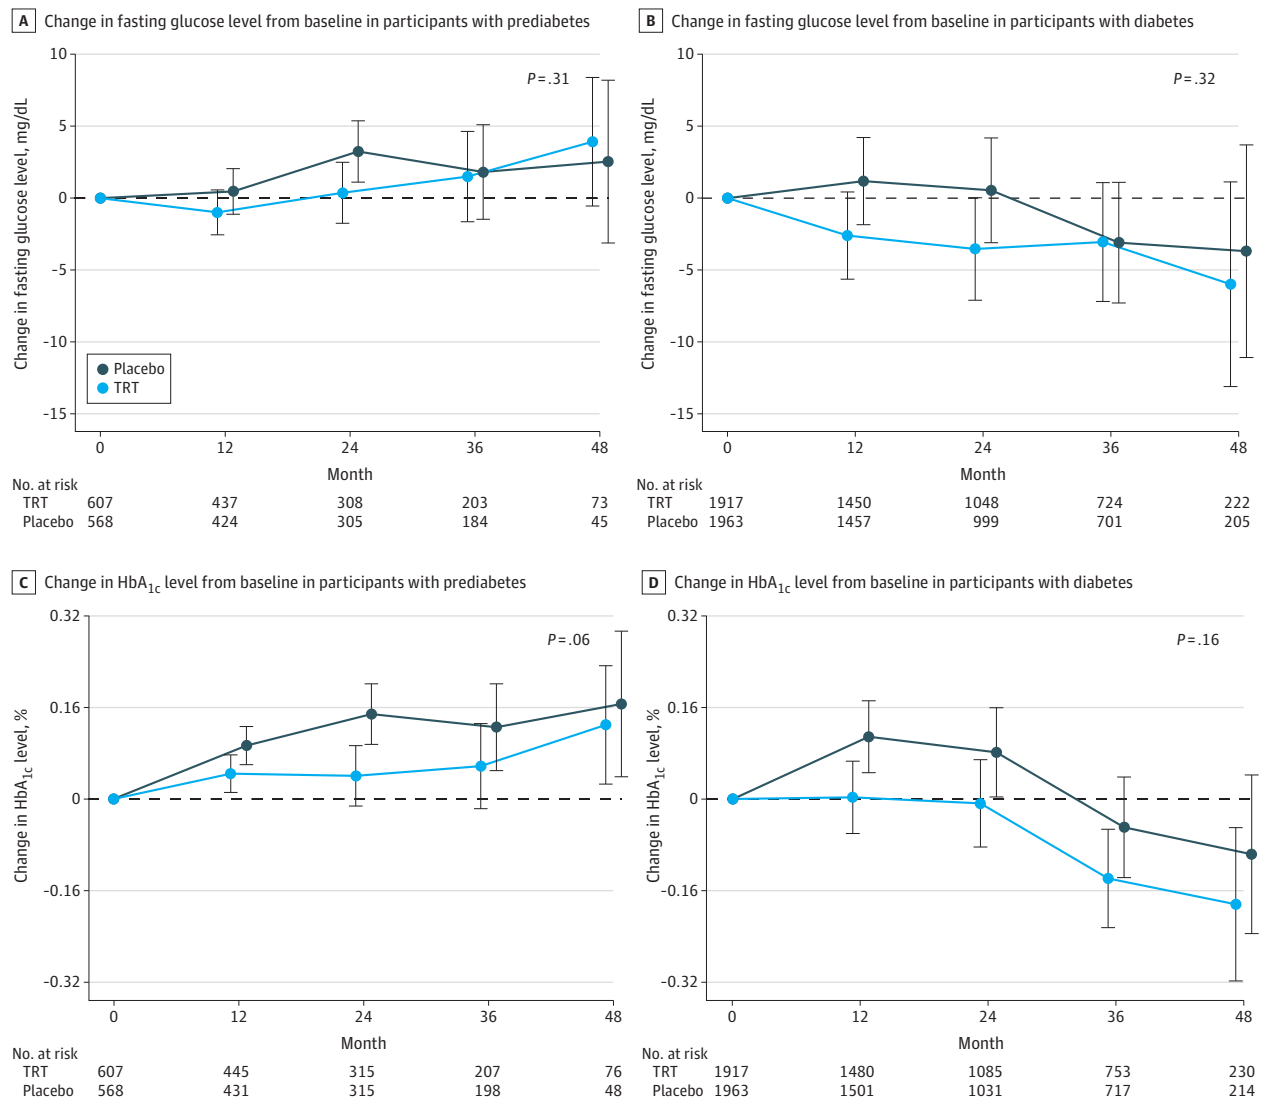 A Change in fasting glucose level from baseline in participants with prediabetes
Change in fasting glucose level, mg/dL
10
5
0
-5
-10
-15
P = .31
Placebo
TRT
0 12 24 36 48
Month
No. at risk
TRT 607 437 308 203 73
Placebo 568 424 305 184 45
B Change in fasting glucose level from baseline in participants with diabetes
Change in fasting glucose level, mg/dL
10
5
0
-5
-10
-15
P = .32
0 12 24 36 48
Month
No. at risk
TRT 1917 1450 1048 724 222
Placebo 1963 1457 999 701 205
C Change in HbA1c level from baseline in participants with prediabetes
Change in HbA1c level, %
0.32
0.16
0
-0.16
-0.32
P = .06
0 12 24 36 48
Month
No. at risk
TRT 607 445 315 207 76
Placebo 568 431 315 198 48
D Change in HbA1c level from baseline in participants with diabetes
Change in HbA1c level, %
0.32
0.16
0
-0.16
-0.32
P = .16
0 12 24 36 48
Month
No. at risk
TRT 1917 1480 1085 753 230
Placebo 1963 1501 1031 717 214